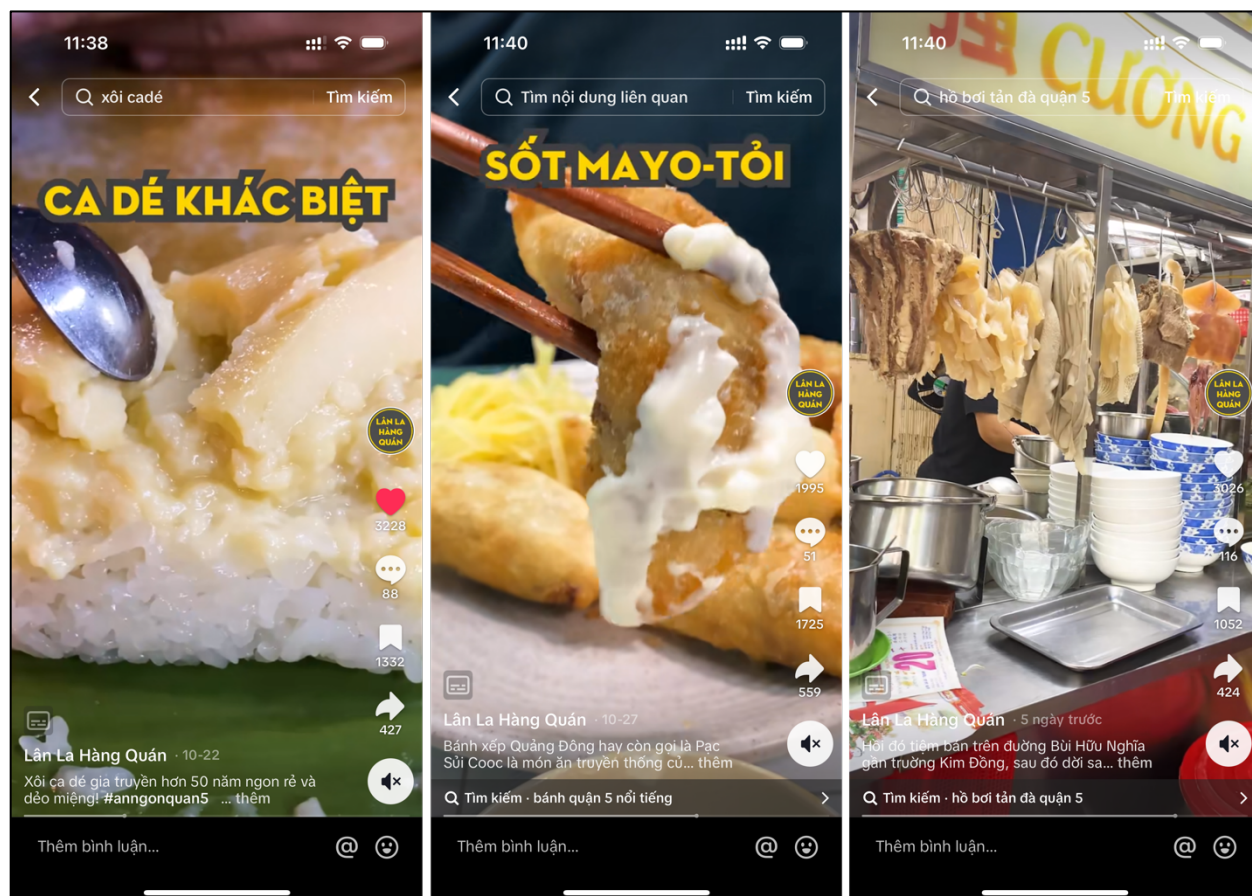 11:38
xôi cadé
Tìm kiếm
CA DÉ KHÁC BIỆT
LÂN LA
HÀNG
QUÁN
3228
88
1332
427
Lân La Hàng Quán · 10-22
Xôi ca dé gia truyền hơn 50 năm ngon rẻ và
dẻo miệng! #anngonquan5 ... thêm
Thêm bình luận...
11:40
Tìm nội dung liên quan
Tìm kiếm
SỐT MAYO-TỎI
LÂN LA
HÀNG
QUÁN
1995
51
1725
559
Lân La Hàng Quán · 10-27
Bánh xếp Quảng Đông hay còn gọi là Pạc
Sủi Cooc là món ăn truyền thống củ... thêm
Tìm kiếm · bánh quận 5 nổi tiếng
Thêm bình luận...
11:40
hồ bơi tản đà quận 5
Tìm kiếm
CƯỜNG
LÂN LA
HÀNG
QUÁN
3026
116
1052
424
20
Lân La Hàng Quán · 5 ngày trước
Hồi đó tiệm bán trên đường Bùi Hữu Nghĩa
gần trường Kim Đồng, sau đó dời sa... thêm
Tìm kiếm · hồ bơi tản đà quận 5
Thêm bình luận...